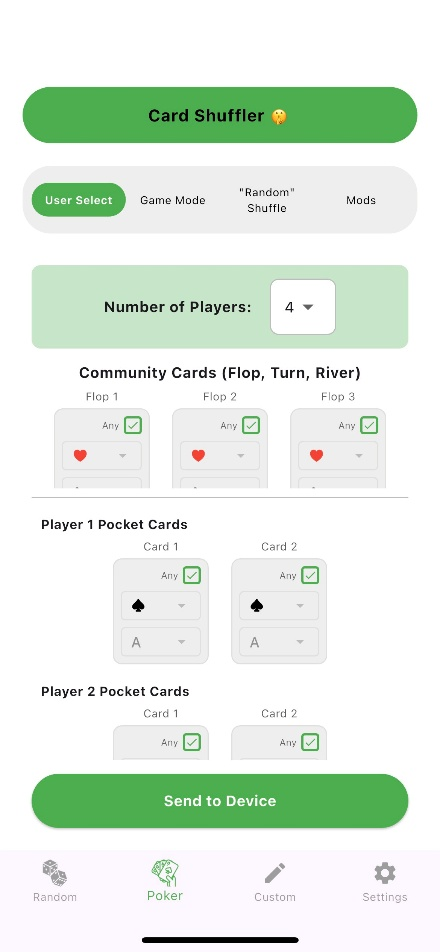 Card Shuffler 🤫
User Select
Game Mode
"Random"
Shuffle
Mods
Number of Players: 4
Community Cards (Flop, Turn, River)
Flop 1 Flop 2 Flop 3
Any Any Any
Player 1 Pocket Cards
Card 1 Card 2
Any Any
A A
Player 2 Pocket Cards
Card 1 Card 2
Any Any
Send to Device
Random Poker Custom Settings